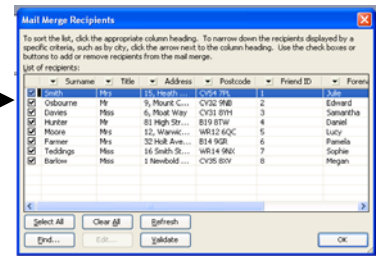 Mail Merge Recipients
To sort the list, click the appropriate column heading. To narrow down the recipients displayed by a
specific criteria, such as by city, click the arrow next to the column heading. Use the check boxes or
buttons to add or remove recipients from the mail merge.
List of recipients:
Surname Title Address Postcode Friend ID Foren
Smith Mrs 15, Heath ... CV54 7PL 1 Julie
Osbourne Mr 9, Mount C... CV32 9NB 2 Edward
Davies Miss 6, Moat Way CV31 8YH 3 Samantha
Hunter Mr 81 High Str... B19 8TW 4 Daniel
Moore Mrs 12, Warwic... WR12 6QC 5 Lucy
Farmer Mrs 32 Holt Ave... B14 9GR 6 Pamela
Teddings Miss 16 Smith St... WR14 9NX 7 Sophie
Barlow Miss 1 Newbold ... CV35 8XV 8 Megan
Select All Clear All Refresh
Find... Edit... Validate OK